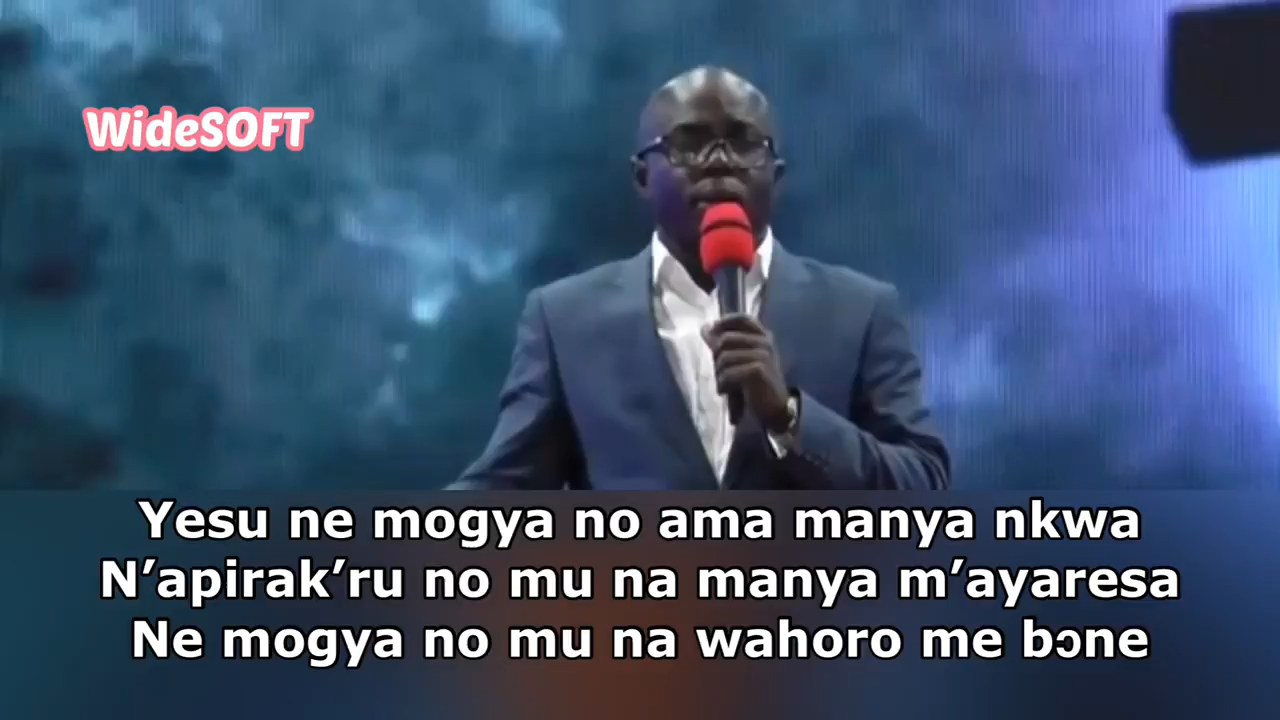 WideSOFT
Yesu ne mogya no ama manya nkwa
N’apirak’ru no mu na manya m’ayaresa
Ne mogya no mu na wahoro me bɔne